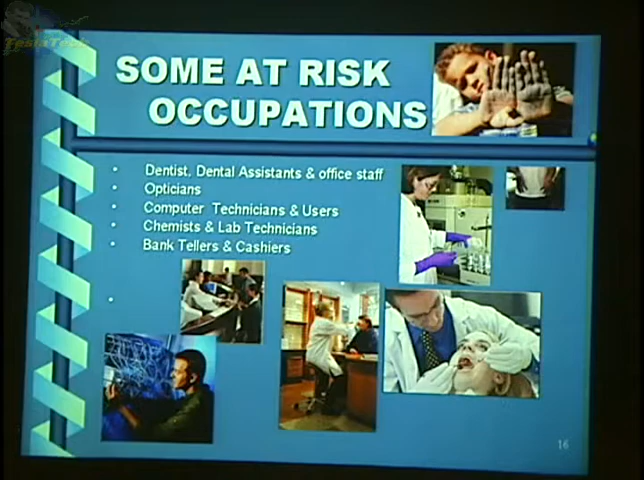 SOME AT RISK
OCCUPATIONS
• Dentist, Dental Assistants & office staff
• Opticians
• Computer Technicians & Users
• Chemists & Lab Technicians
• Bank Tellers & Cashiers
•
16